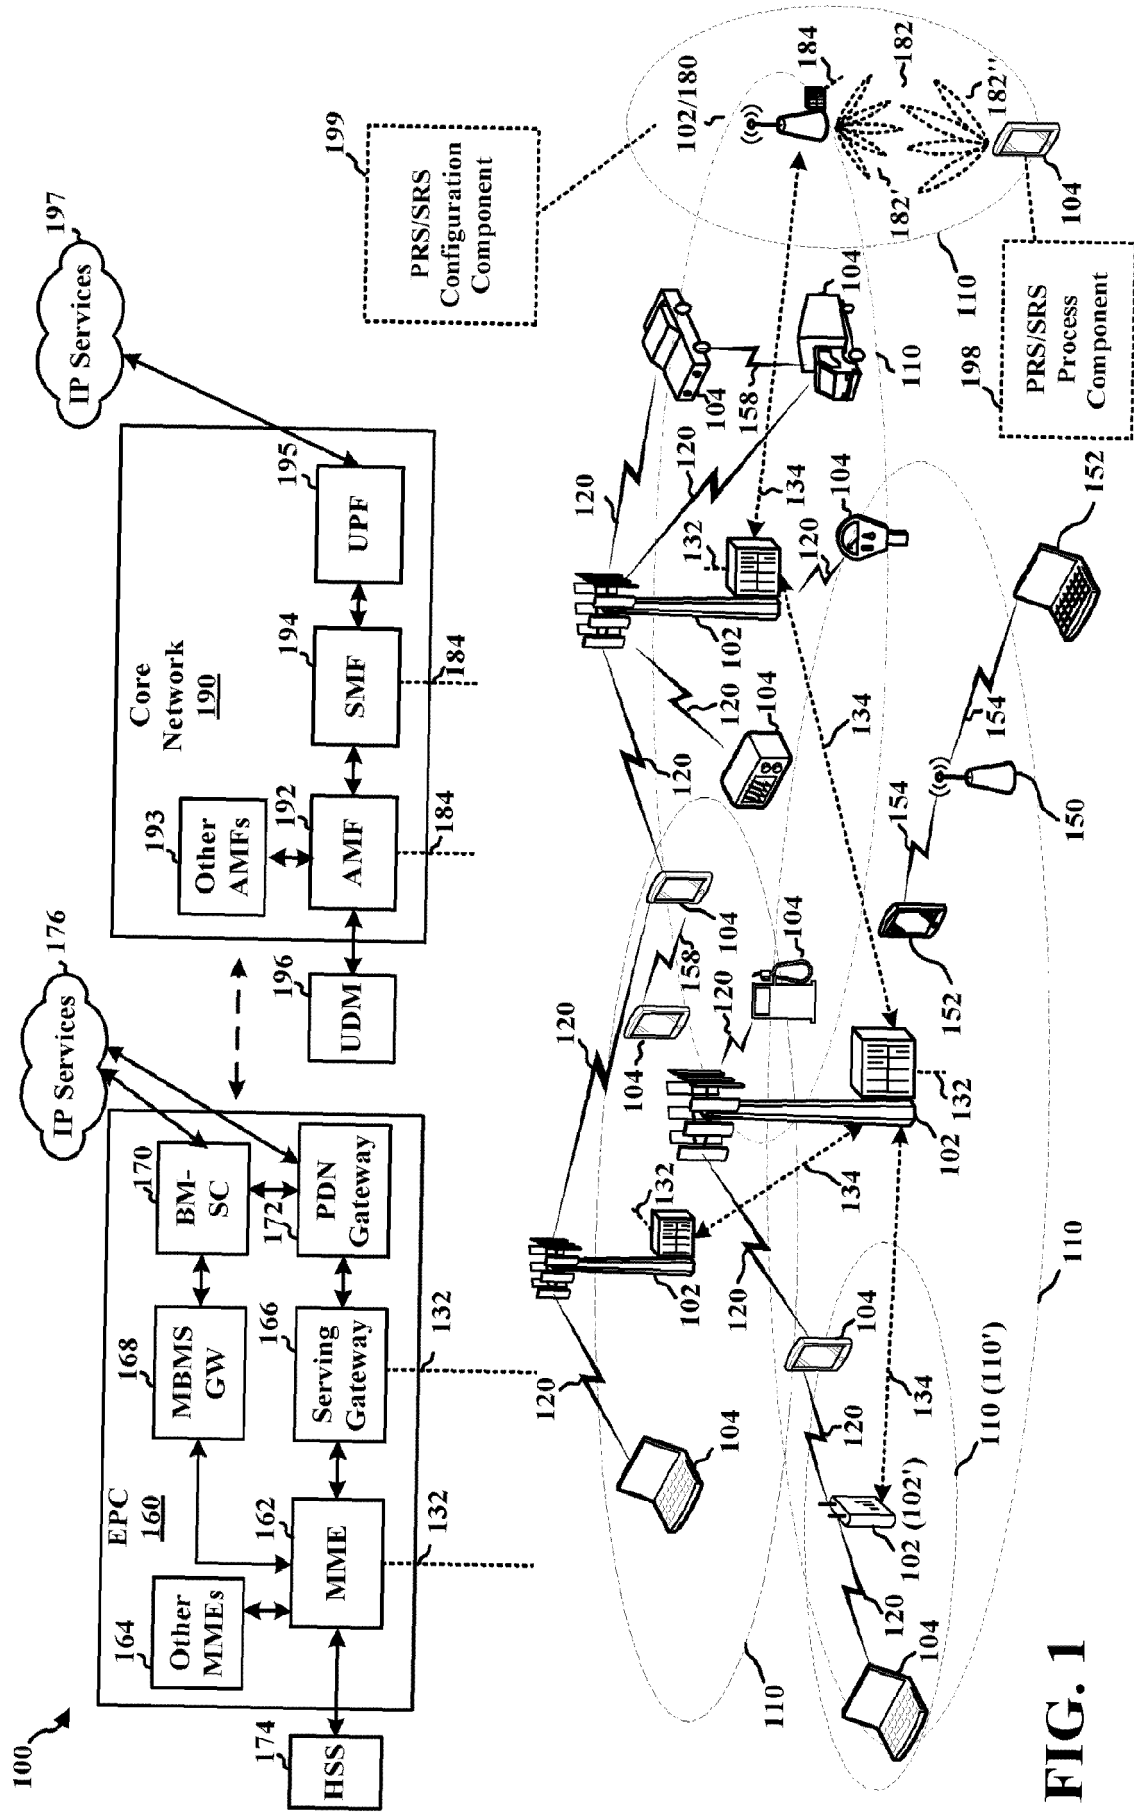 100
EPC
160
164
Other
MMEs
174
HSS
162
MME
132
168
MBMS
GW
166
Serving
Gateway
132
170
BM-
SC
172
PDN
Gateway
176
IP Services
Core
Network
190
193
Other
AMFs
192
AMF
184
196
UDM
194
SMF
184
195
UPF
197
IP Services
199
PRS/SRS
Configuration
Component
102/180
184
182
182'
182''
104
110
198
PRS/SRS
Process
Component
120
104
158
120
104
110
132
134
120
104
102
120
104
120
134
152
154
150
154
152
104
158
104
120
120
104
132
102
134
132
102
120
120
104
104
120
134
102 (102')
120
104
110
110 (110')
110
FIG. 1